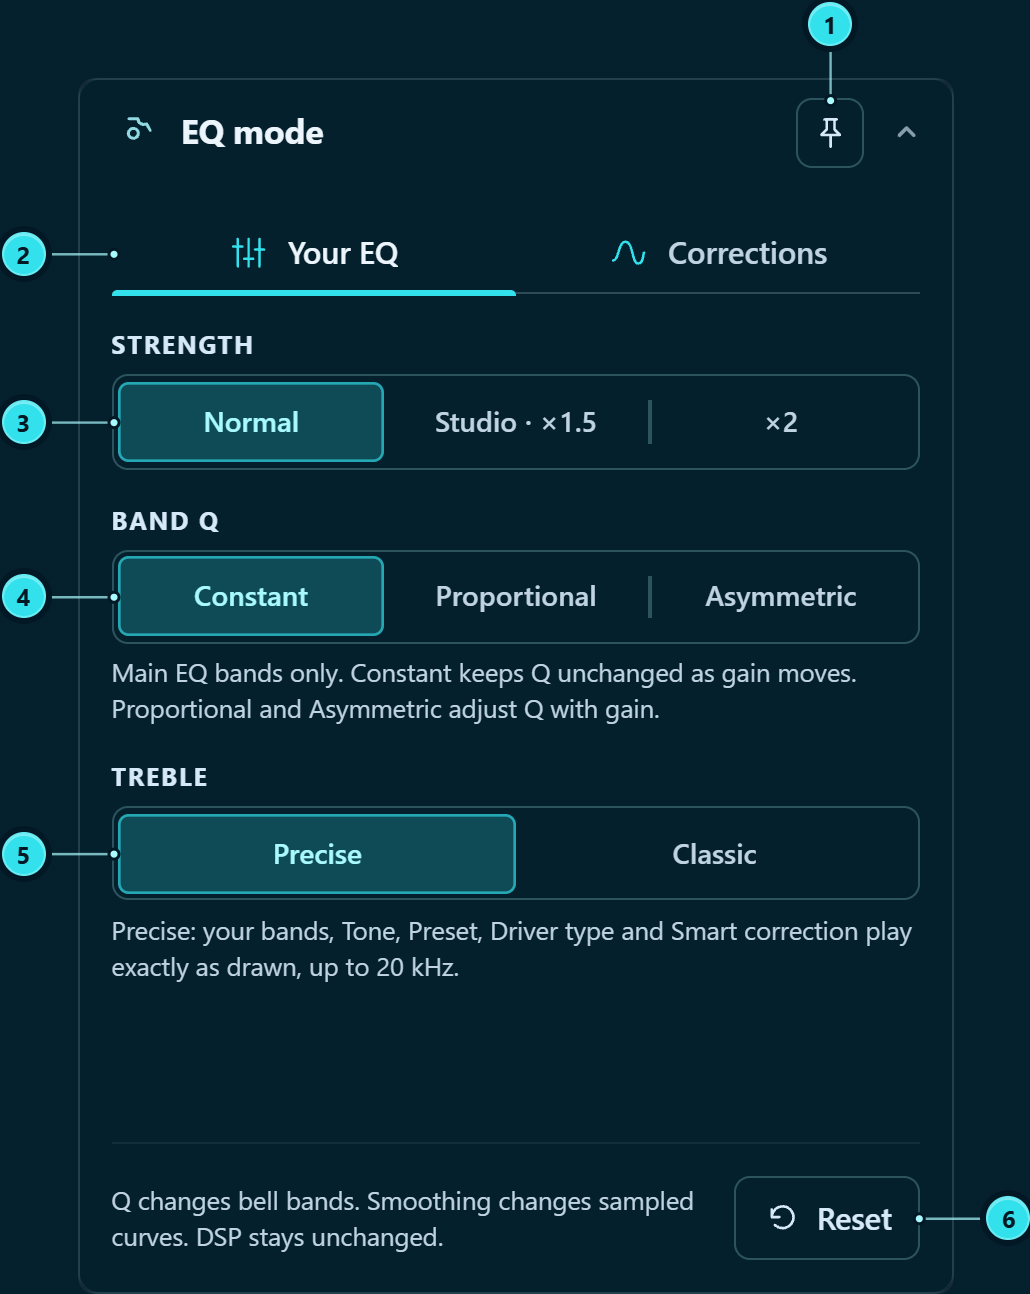 1
EQ mode
2
Your EQ
Corrections
STRENGTH
3
Normal
Studio · ×1.5
×2
BAND Q
4
Constant
Proportional
Asymmetric
Main EQ bands only. Constant keeps Q unchanged as gain moves.
Proportional and Asymmetric adjust Q with gain.
TREBLE
5
Precise
Classic
Precise: your bands, Tone, Preset, Driver type and Smart correction play
exactly as drawn, up to 20 kHz.
Q changes bell bands. Smoothing changes sampled
curves. DSP stays unchanged.
Reset
6